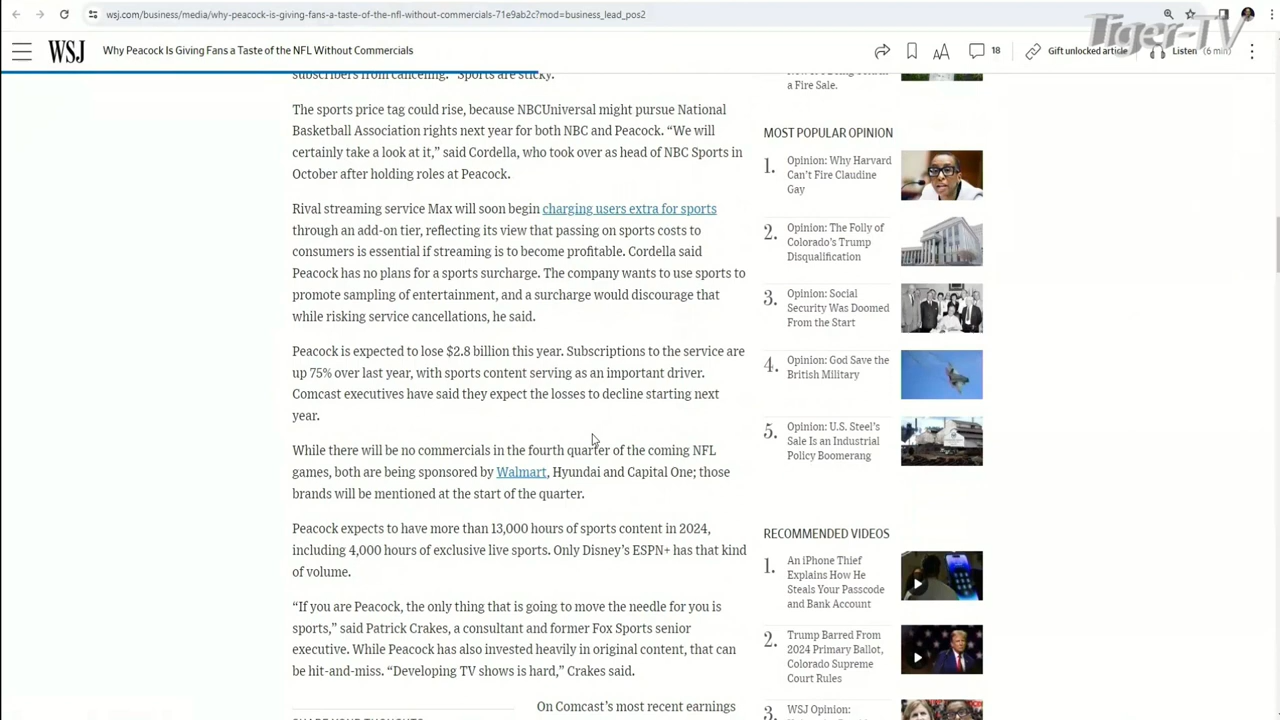 wsj.com/business/media/why-peacock-is-giving-fans-a-taste-of-the-nfl-without-commercials-71e9ab2c?mod=business_lead_pos2
Tiger-TV
WSJ
Why Peacock Is Giving Fans a Taste of the NFL Without Commercials
18
Gift unlocked article
Listen (6 min)
subscribers from canceling. “Sports are sticky.”
The sports price tag could rise, because NBCUniversal might pursue National
Basketball Association rights next year for both NBC and Peacock. “We will
certainly take a look at it,” said Cordella, who took over as head of NBC Sports in
October after holding roles at Peacock.
Rival streaming service Max will soon begin charging users extra for sports
through an add-on tier, reflecting its view that passing on sports costs to
consumers is essential if streaming is to become profitable. Cordella said
Peacock has no plans for a sports surcharge. The company wants to use sports to
promote sampling of entertainment, and a surcharge would discourage that
while risking service cancellations, he said.
Peacock is expected to lose $2.8 billion this year. Subscriptions to the service are
up 75% over last year, with sports content serving as an important driver.
Comcast executives have said they expect the losses to decline starting next
year.
While there will be no commercials in the fourth quarter of the coming NFL
games, both are being sponsored by Walmart, Hyundai and Capital One; those
brands will be mentioned at the start of the quarter.
Peacock expects to have more than 13,000 hours of sports content in 2024,
including 4,000 hours of exclusive live sports. Only Disney’s ESPN+ has that kind
of volume.
“If you are Peacock, the only thing that is going to move the needle for you is
sports,” said Patrick Crakes, a consultant and former Fox Sports senior
executive. While Peacock has also invested heavily in original content, that can
be hit-and-miss. “Developing TV shows is hard,” Crakes said.
On Comcast’s most recent earnings
SHARE YOUR THOUGHTS
a Fire Sale.
MOST POPULAR OPINION
1. Opinion: Why Harvard
Can’t Fire Claudine
Gay
2. Opinion: The Folly of
Colorado’s Trump
Disqualification
3. Opinion: Social
Security Was Doomed
From the Start
4. Opinion: God Save the
British Military
5. Opinion: U.S. Steel’s
Sale Is an Industrial
Policy Boomerang
RECOMMENDED VIDEOS
1. An iPhone Thief
Explains How He
Steals Your Passcode
and Bank Account
2. Trump Barred From
2024 Primary Ballot,
Colorado Supreme
Court Rules
3. WSJ Opinion: